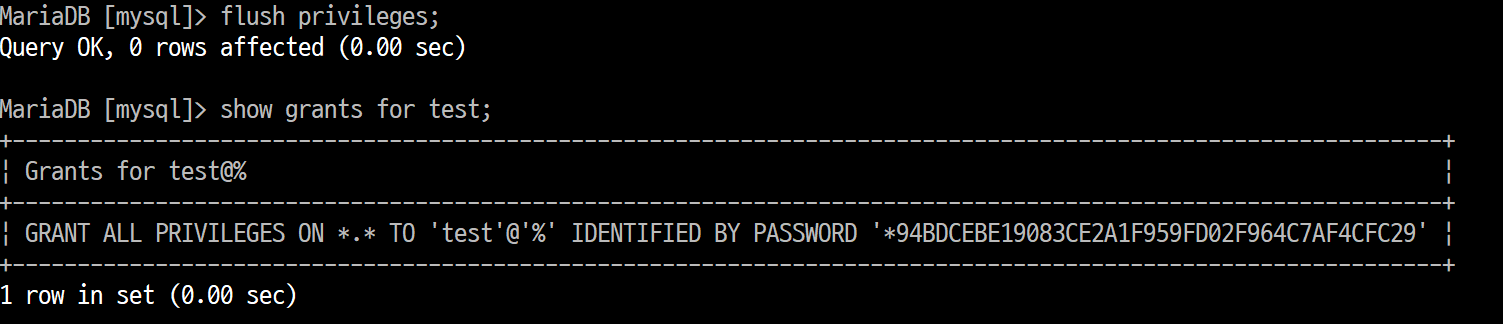 MariaDB [mysql]> flush privileges;
Query OK, 0 rows affected (0.00 sec)
MariaDB [mysql]> show grants for test;
+--------------------------------------------------------------------------------------------------------------+
¦ Grants for test@% ¦
+--------------------------------------------------------------------------------------------------------------+
¦ GRANT ALL PRIVILEGES ON *.* TO 'test'@'%' IDENTIFIED BY PASSWORD '*94BDCEBE19083CE2A1F959FD02F964C7AF4CFC29' ¦
+--------------------------------------------------------------------------------------------------------------+
1 row in set (0.00 sec)